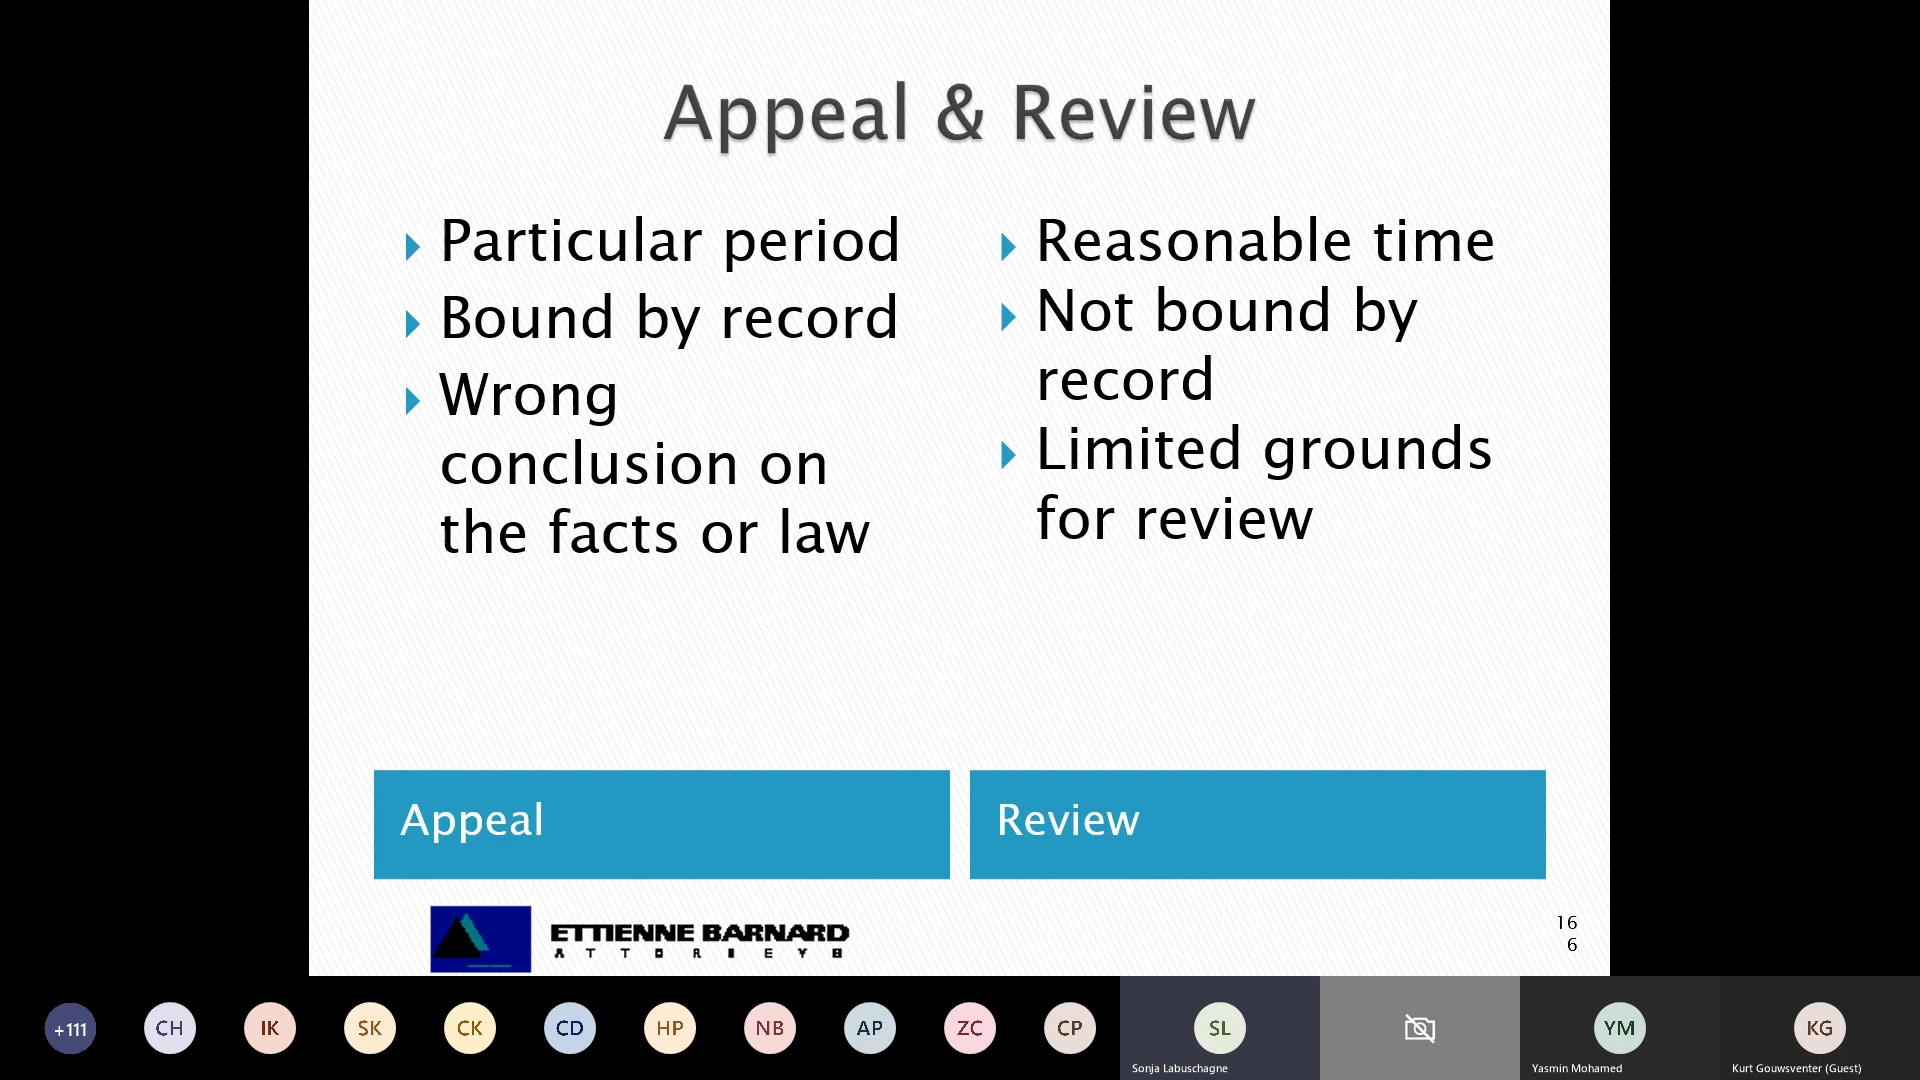 Appeal & Review
Particular period
Bound by record
Wrong
conclusion on
the facts or law
Reasonable time
Not bound by
record
Limited grounds
for review
Appeal
Review
ETTIENNE BARNARD
ATTORNEYS
16
6
+111
CH
IK
SK
CK
CD
HP
NB
AP
ZC
CP
SL
YM
KG
Sonja Labuschagne
Yasmin Mohamed
Kurt Gouwsventer (Guest)